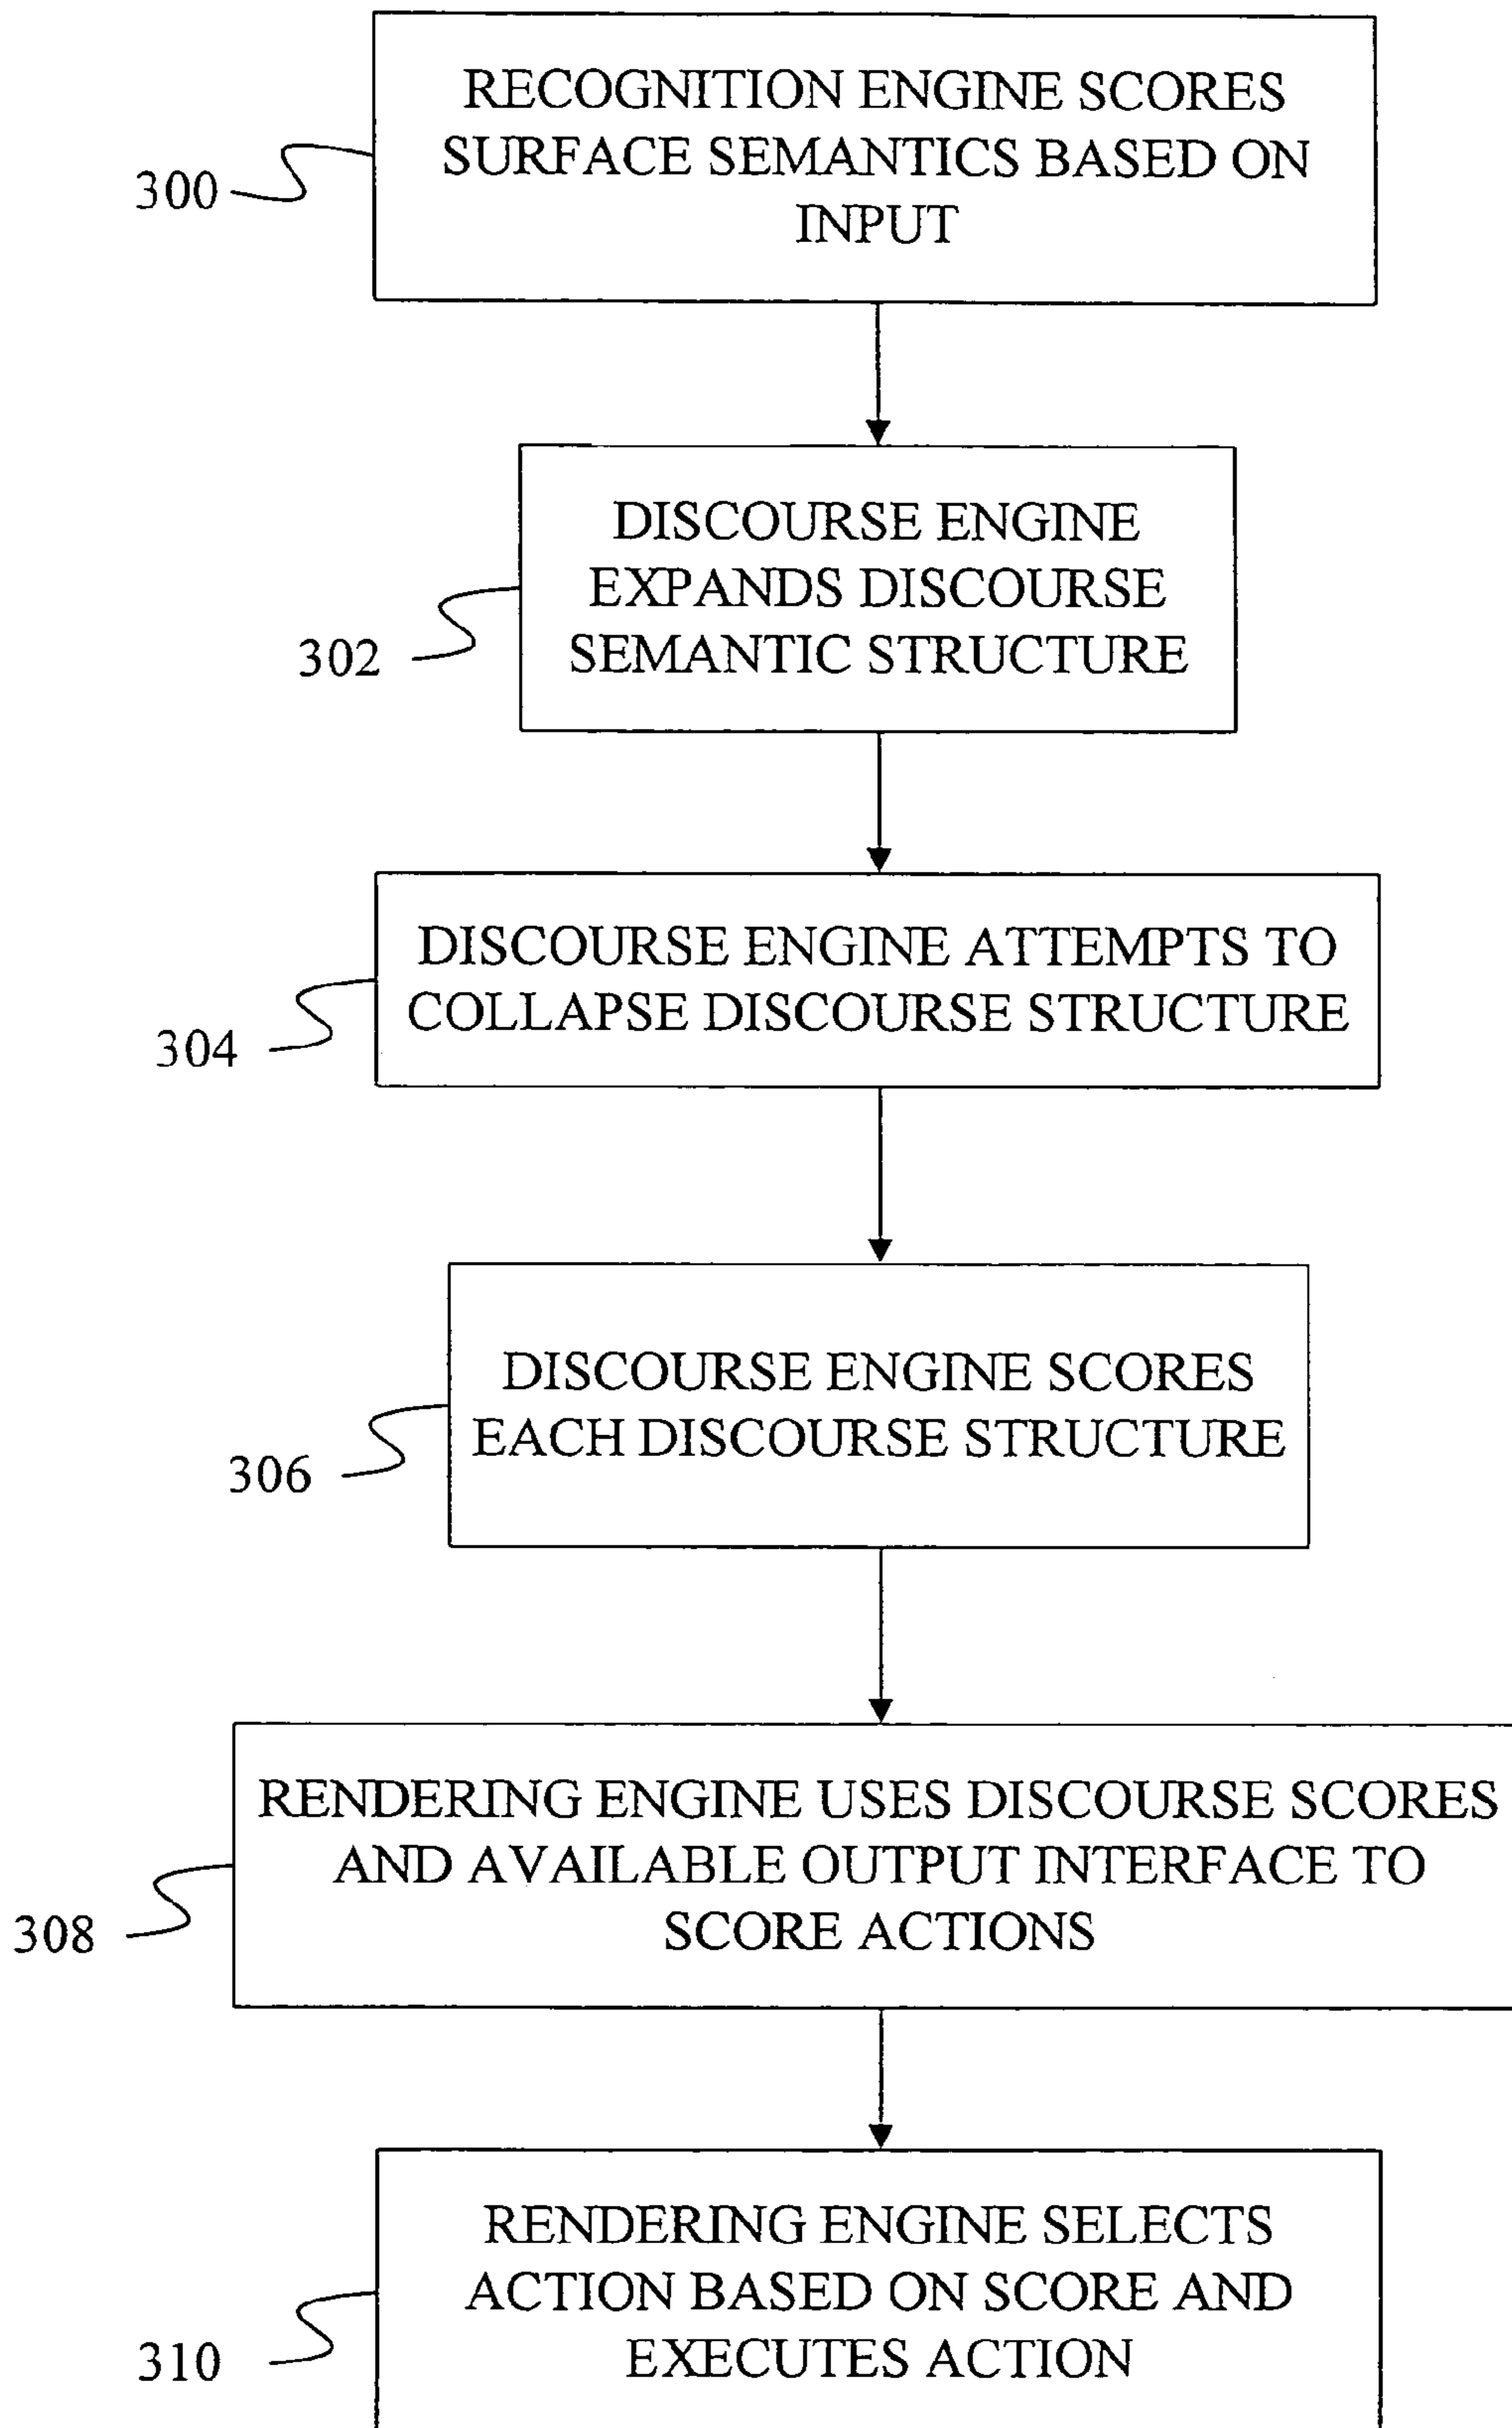 RECOGNITION ENGINE SCORES
SURFACE SEMANTICS BASED ON
INPUT
300
DISCOURSE ENGINE
EXPANDS DISCOURSE
SEMANTIC STRUCTURE
302
DISCOURSE ENGINE ATTEMPTS TO
COLLAPSE DISCOURSE STRUCTURE
304
DISCOURSE ENGINE SCORES
EACH DISCOURSE STRUCTURE
306
RENDERING ENGINE USES DISCOURSE SCORES
AND AVAILABLE OUTPUT INTERFACE TO
SCORE ACTIONS
308
RENDERING ENGINE SELECTS
ACTION BASED ON SCORE AND
EXECUTES ACTION
310